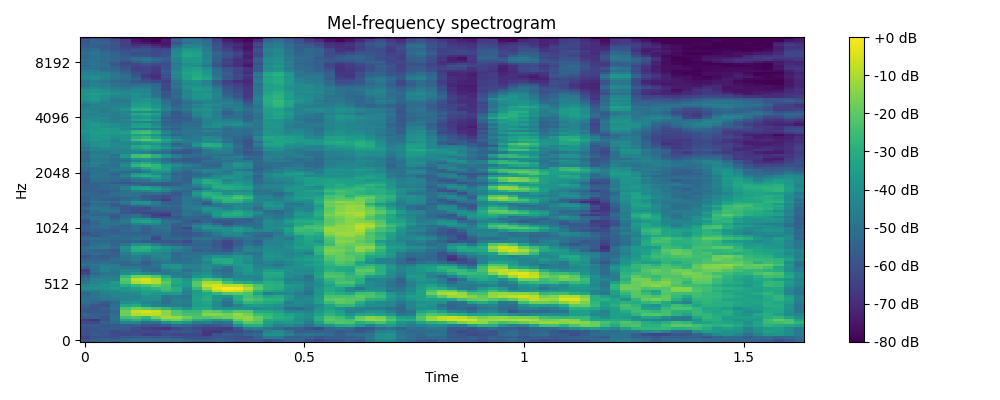 Mel-frequency spectrogram
8192
4096
2048
1024
512
0
Hz
0
0.5
1
1.5
Time
+0 dB
-10 dB
-20 dB
-30 dB
-40 dB
-50 dB
-60 dB
-70 dB
-80 dB